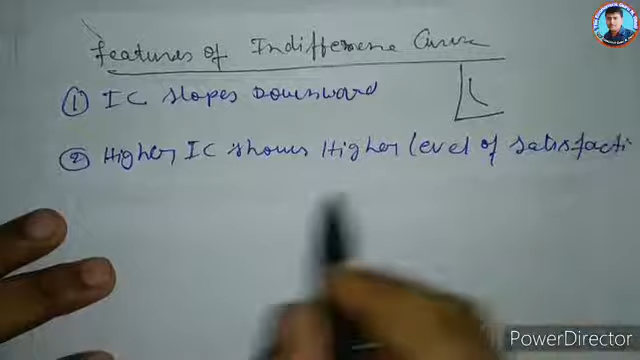 Features of Indifference Curve
① IC slopes Downward
② Higher IC shows Higher level of satisfacti
PowerDirector